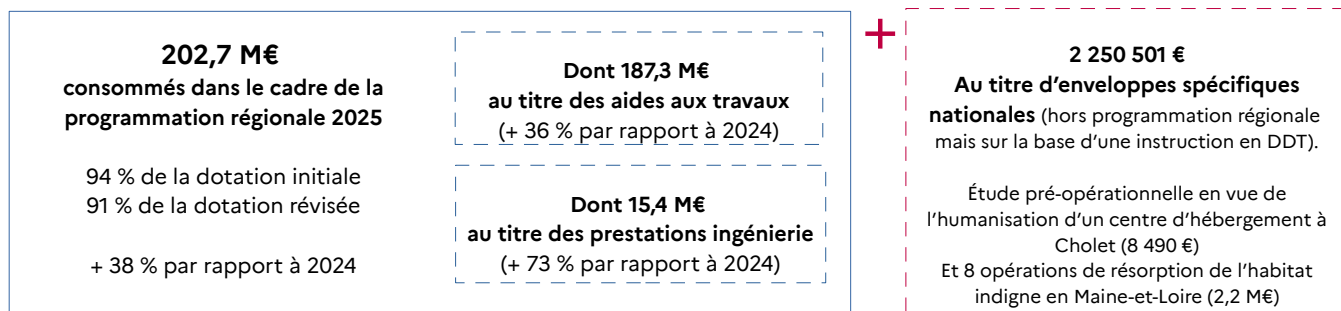 202,7 M€
consommés dans le cadre de la
programmation régionale 2025
94 % de la dotation initiale
91 % de la dotation révisée
+ 38 % par rapport à 2024
Dont 187,3 M€
au titre des aides aux travaux
(+ 36 % par rapport à 2024)
Dont 15,4 M€
au titre des prestations ingénierie
(+ 73 % par rapport à 2024)
+
2 250 501 €
Au titre d’enveloppes spécifiques
nationales (hors programmation régionale
mais sur la base d’une instruction en DDT).
Étude pré-opérationnelle en vue de
l’humanisation d’un centre d’hébergement à
Cholet (8 490 €)
Et 8 opérations de résorption de l’habitat
indigne en Maine-et-Loire (2,2 M€)